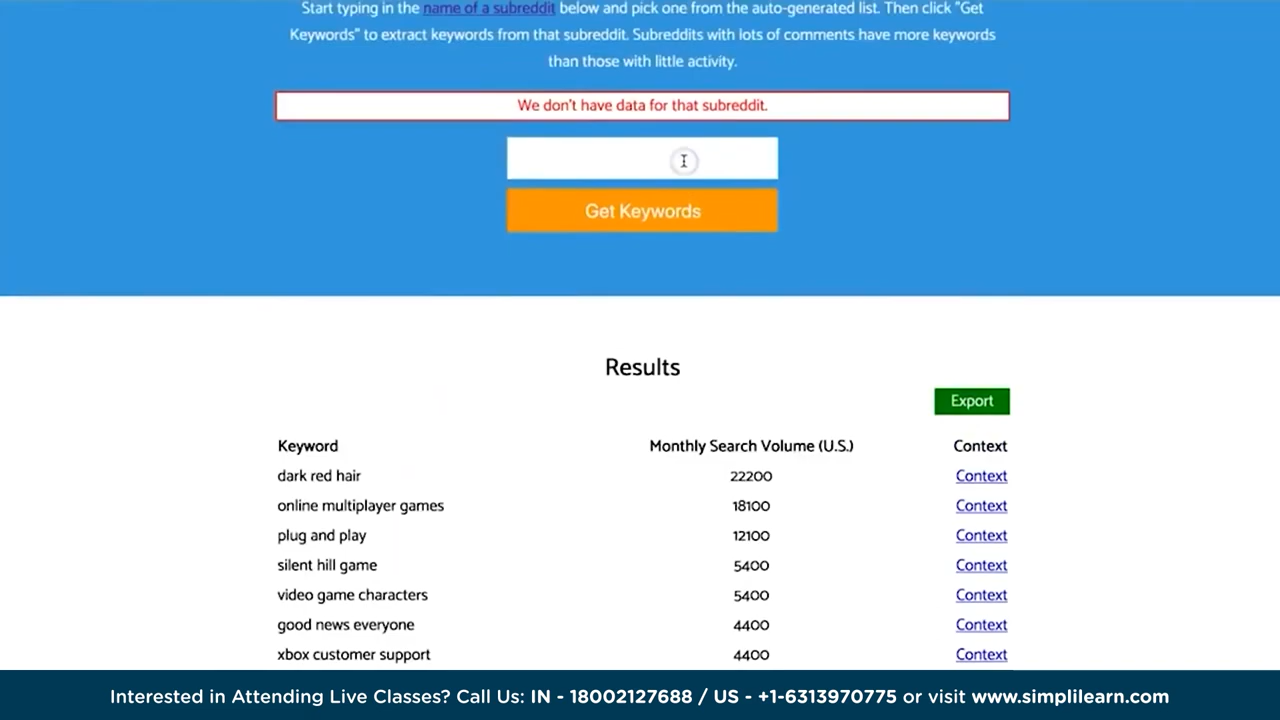 Start typing in the name of a subreddit below and pick one from the auto-generated list. Then click "Get
Keywords" to extract keywords from that subreddit. Subreddits with lots of comments have more keywords
than those with little activity.
We don't have data for that subreddit.
Get Keywords
Results
Export
Keyword Monthly Search Volume (U.S.) Context
dark red hair 22200 Context
online multiplayer games 18100 Context
plug and play 12100 Context
silent hill game 5400 Context
video game characters 5400 Context
good news everyone 4400 Context
xbox customer support 4400 Context
Interested in Attending Live Classes? Call Us: IN - 18002127688 / US - +1-6313970775 or visit www.simplilearn.com